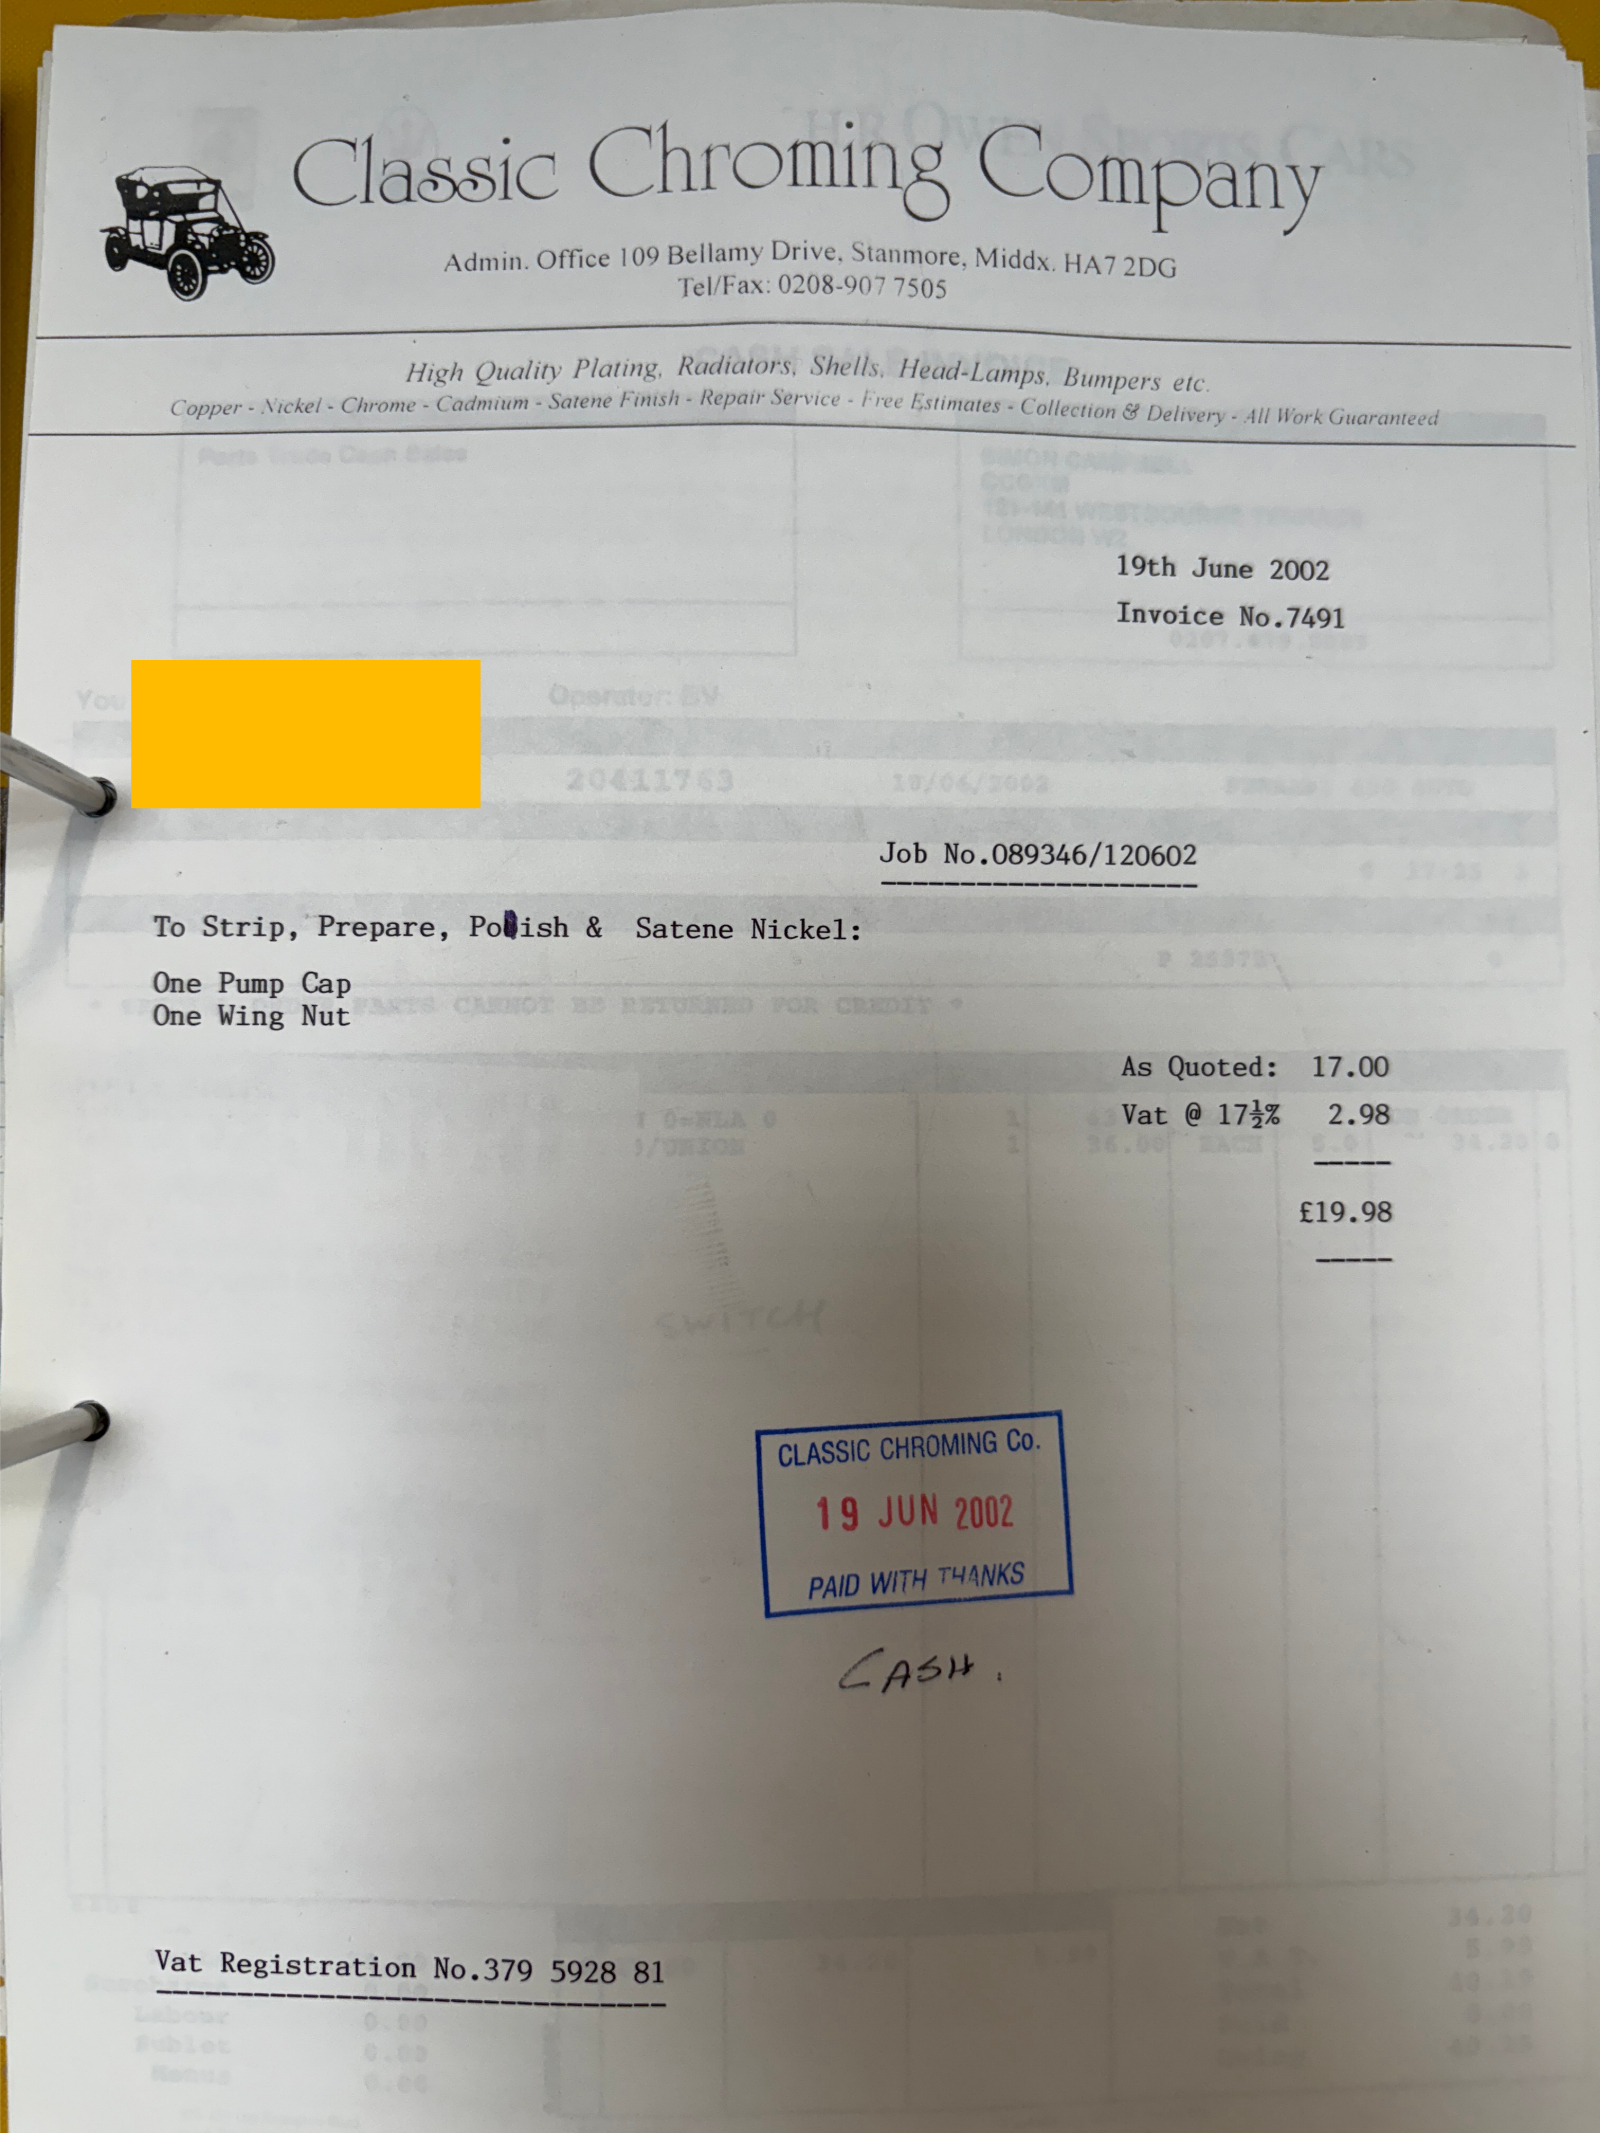 Classic Chroming Company
Admin. Office 109 Bellamy Drive, Stanmore, Middx. HA7 2DG
Tel/Fax: 0208-907 7505
High Quality Plating, Radiators, Shells, Head-Lamps, Bumpers etc.
Copper - Nickel - Chrome - Cadmium - Satene Finish - Repair Service - Free Estimates - Collection & Delivery - All Work Guaranteed
19th June 2002
Invoice No.7491
Job No.089346/120602
To Strip, Prepare, Polish & Satene Nickel:
One Pump Cap
One Wing Nut
As Quoted: 17.00
Vat @ 17½% 2.98
£19.98
CLASSIC CHROMING Co.
19 JUN 2002
PAID WITH THANKS
CASH.
Vat Registration No.379 5928 81